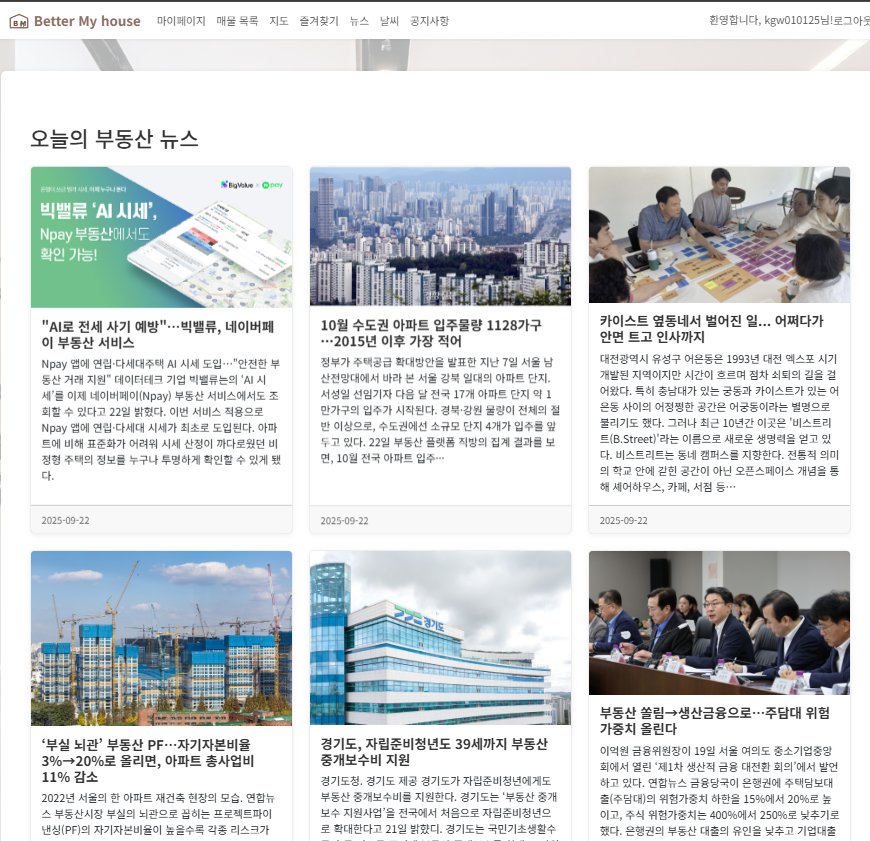 BMH Better My house 마이페이지 매물 목록 지도 즐겨찾기 뉴스 날씨 공지사항 환영합니다, kgw010125님!로그아웃
오늘의 부동산 뉴스
BigValue × pay
빅밸류 ‘AI 시세’,
Npay 부동산에서도
확인 가능!
"AI로 전세 사기 예방"…빅밸류, 네이버페
이 부동산 서비스
Npay 앱에 연립·다세대주택 AI 시세 도입…"안전한 부
동산 거래 지원" 데이터테크 기업 빅밸류는의 ‘AI 시
세’를 이제 네이버페이(Npay) 부동산 서비스에서도 조
회할 수 있다고 22일 밝혔다. 이번 서비스 적용으로
Npay 앱에 연립·다세대 시세가 최초로 도입된다. 아파
트에 비해 표준화가 어려워 시세 산정이 까다로웠던 비
정형 주택의 정보를 누구나 투명하게 확인할 수 있게 됐
다.
2025-09-22
10월 수도권 아파트 입주물량 1128가구
…2015년 이후 가장 적어
정부가 주택공급 확대방안을 발표한 지난 7일 서울 남
산전망대에서 바라 본 서울 강북 일대의 아파트 단지.
서성일 선임기자 다음 달 전국 17개 아파트 단지 약 1
만가구의 입주가 시작된다. 경북·강원 물량이 전체의 절
반 이상으로, 수도권에선 소규모 단지 4개가 입주를 앞
두고 있다. 22일 부동산 플랫폼 직방의 집계 결과를 보
면, 10월 전국 아파트 입주…
2025-09-22
카이스트 옆동네서 벌어진 일... 어쩌다가
안면 트고 인사까지
대전광역시 유성구 어은동은 1993년 대전 엑스포 시기
개발된 지역이지만 시간이 흐르며 점차 쇠퇴의 길을 걸
어왔다. 특히 충남대가 있는 궁동과 카이스트가 있는 어
은동 사이의 어정쩡한 공간은 어궁동이라는 별명으로
불리기도 했다. 그러나 최근 10년간 이곳은 '비스트리
트(B.Street)'라는 이름으로 새로운 생명력을 얻고 있
다. 비스트리트는 동네 캠퍼스를 지향한다. 전통적 의미
의 학교 안에 갇힌 공간이 아닌 오픈스페이스 개념을 통
해 셰어하우스, 카페, 서점 등…
2025-09-22
‘부실 뇌관’ 부동산 PF…자기자본비율
3%→20%로 올리면, 아파트 총사업비
11% 감소
2022년 서울의 한 아파트 재건축 현장의 모습. 연합뉴
스 부동산시장 부실의 뇌관으로 꼽히는 프로젝트파이
낸싱(PF)의 자기자본비율이 높을수록 각종 리스크가
경기도
경기도, 자립준비청년도 39세까지 부동산
중개보수비 지원
경기도청. 경기도 제공 경기도가 자립준비청년에게도
부동산 중개보수비를 지원한다. 경기도는 ‘부동산 중개
보수 지원사업’을 전국에서 처음으로 자립준비청년으
로 확대한다고 21일 밝혔다. 경기도는 국민기초생활수
부동산 쏠림→생산금융으로…주담대 위험
가중치 올린다
이억원 금융위원장이 19일 서울 여의도 중소기업중앙
회에서 열린 ‘제1차 생산적 금융 대전환 회의’에서 발언
하고 있다. 연합뉴스 금융당국이 은행권에 주택담보대
출(주담대)의 위험가중치 하한을 15%에서 20%로 높
이고, 주식 위험가중치는 400%에서 250%로 낮추기로
했다. 은행권의 부동산 대출의 유인을 낮추고 기업대출